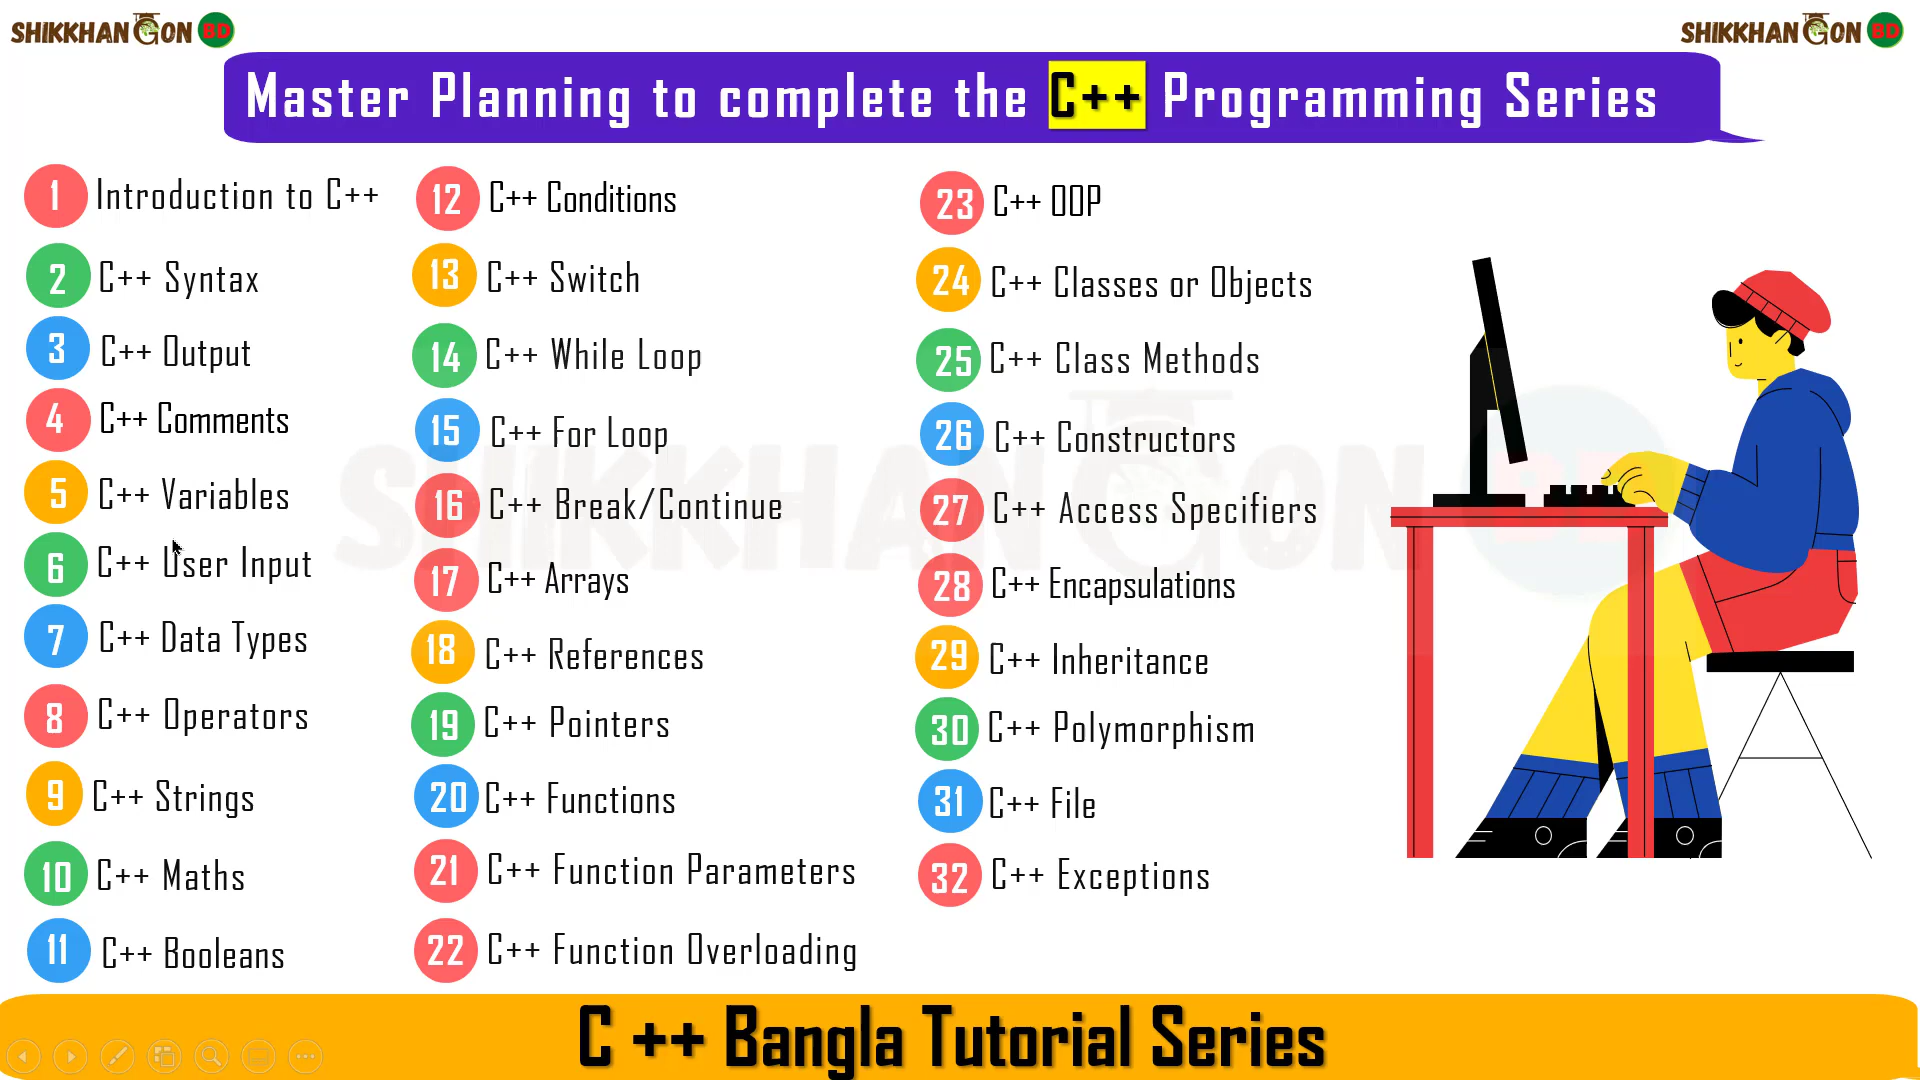 SHIKKHANGON BD
SHIKKHANGON BD
Master Planning to complete the C++ Programming Series
1 Introduction to C++
2 C++ Syntax
3 C++ Output
4 C++ Comments
5 C++ Variables
6 C++ User Input
7 C++ Data Types
8 C++ Operators
9 C++ Strings
10 C++ Maths
11 C++ Booleans
12 C++ Conditions
13 C++ Switch
14 C++ While Loop
15 C++ For Loop
16 C++ Break/Continue
17 C++ Arrays
18 C++ References
19 C++ Pointers
20 C++ Functions
21 C++ Function Parameters
22 C++ Function Overloading
23 C++ OOP
24 C++ Classes or Objects
25 C++ Class Methods
26 C++ Constructors
27 C++ Access Specifiers
28 C++ Encapsulations
29 C++ Inheritance
30 C++ Polymorphism
31 C++ File
32 C++ Exceptions
SHIKKHANGON BD
C ++ Bangla Tutorial Series